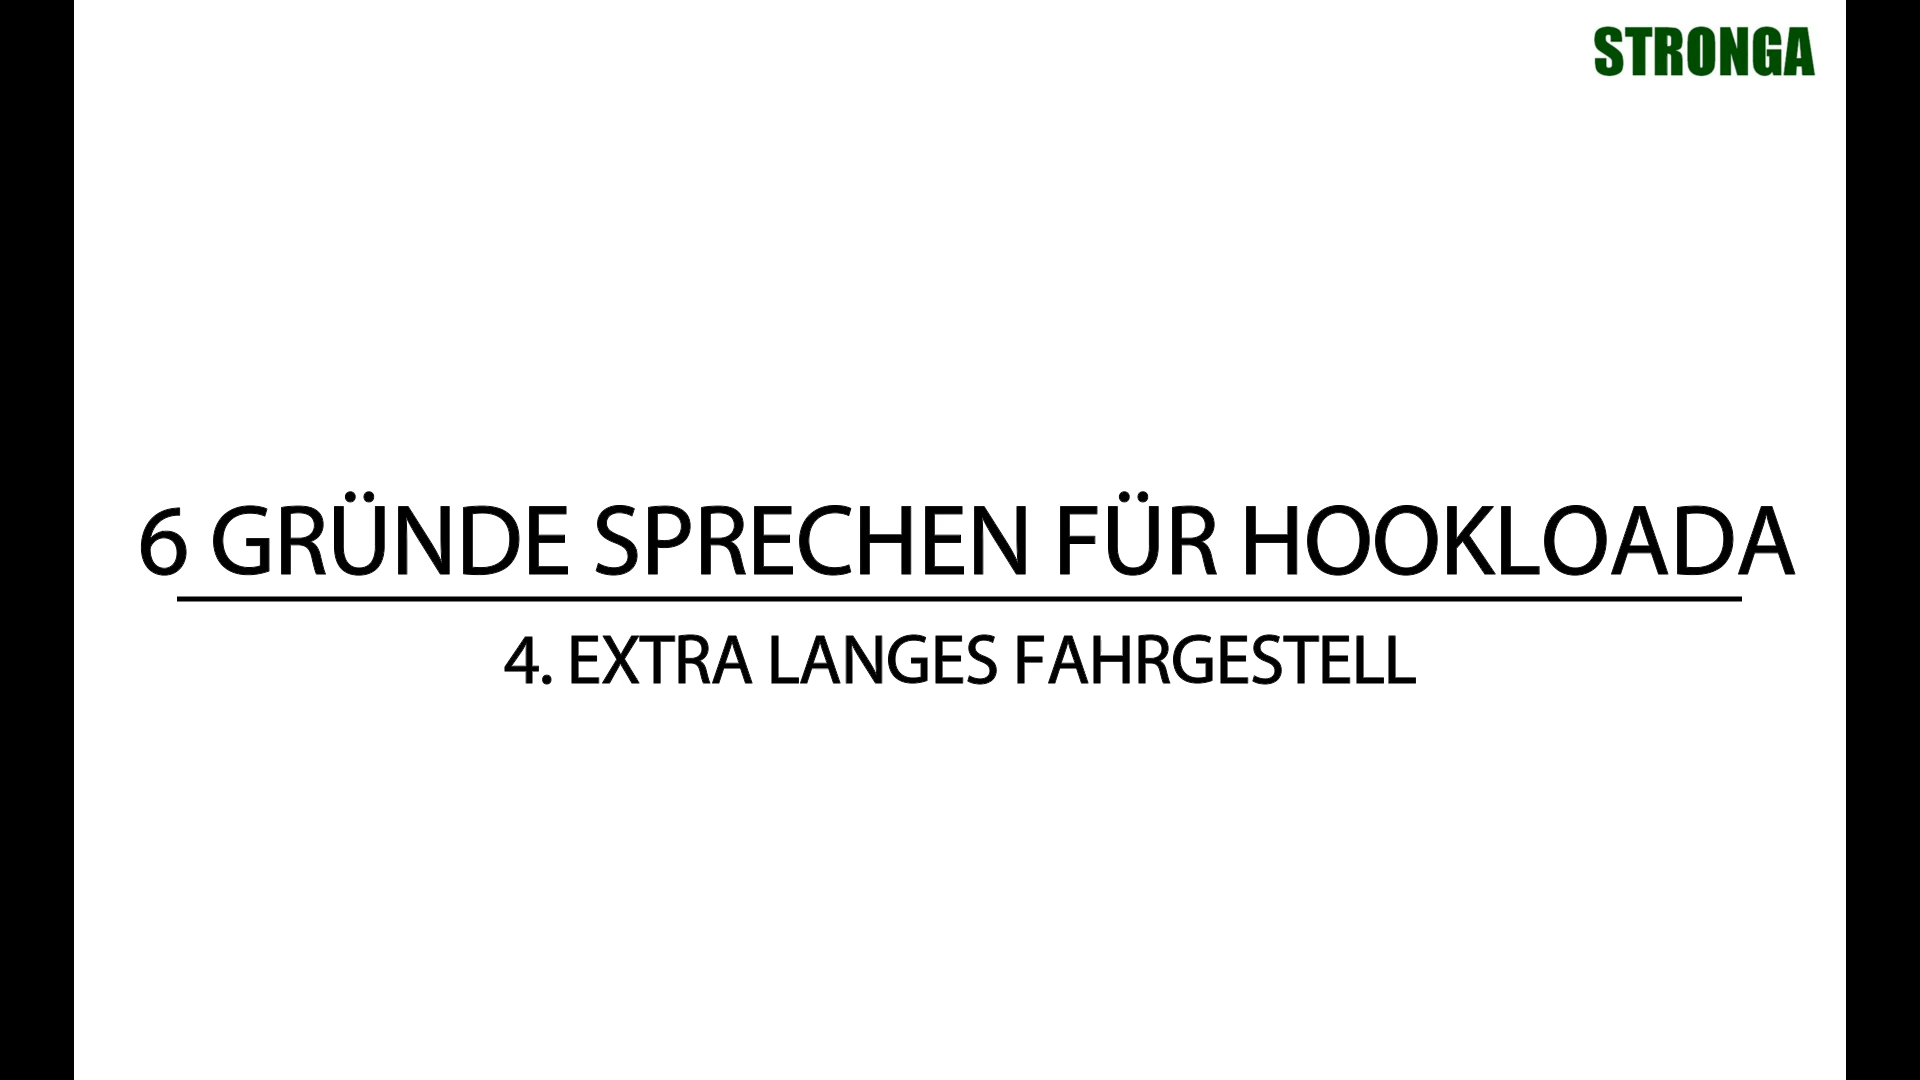 STRONGA
6 GRÜNDE SPRECHEN FÜR HOOKLOADA
4. EXTRA LANGES FAHRGESTELL